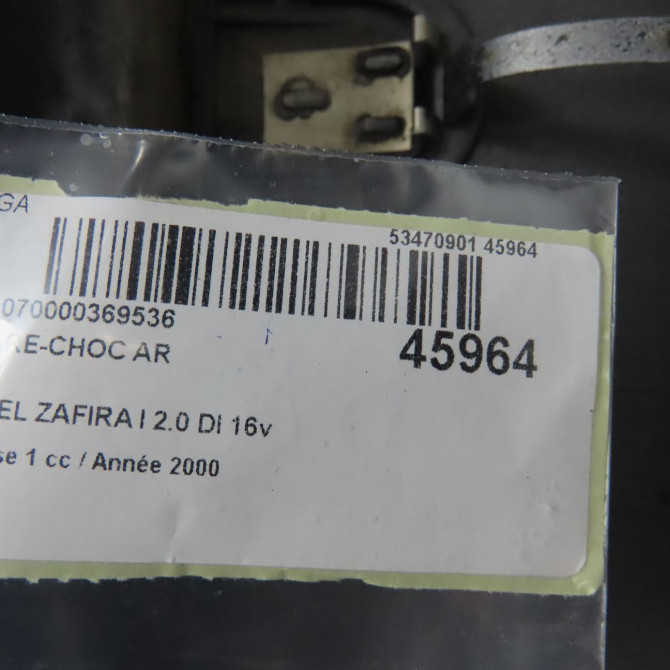 GA
53470901 45964
070000369536
RE-CHOC AR
45964
EL ZAFIRA I 2.0 DI 16v
se 1 cc / Année 2000